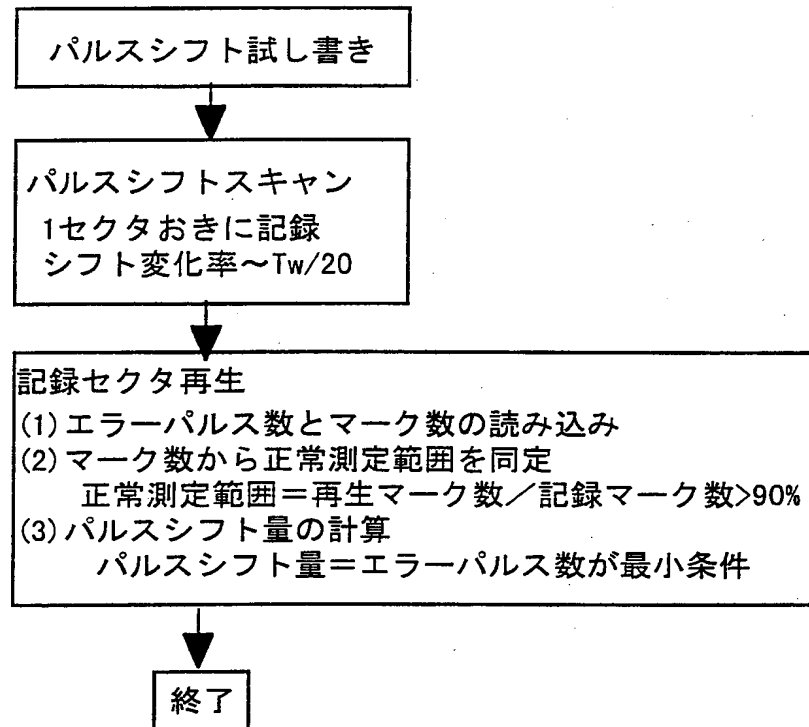 パルスシフト試し書き
パルスシフトスキャン
1セクタおきに記録
シフト変化率～Tw/20
記録セクタ再生
(1)エラーパルス数とマーク数の読み込み
(2)マーク数から正常測定範囲を同定
正常測定範囲＝再生マーク数／記録マーク数>90%
(3)パルスシフト量の計算
パルスシフト量＝エラーパルス数が最小条件
終了